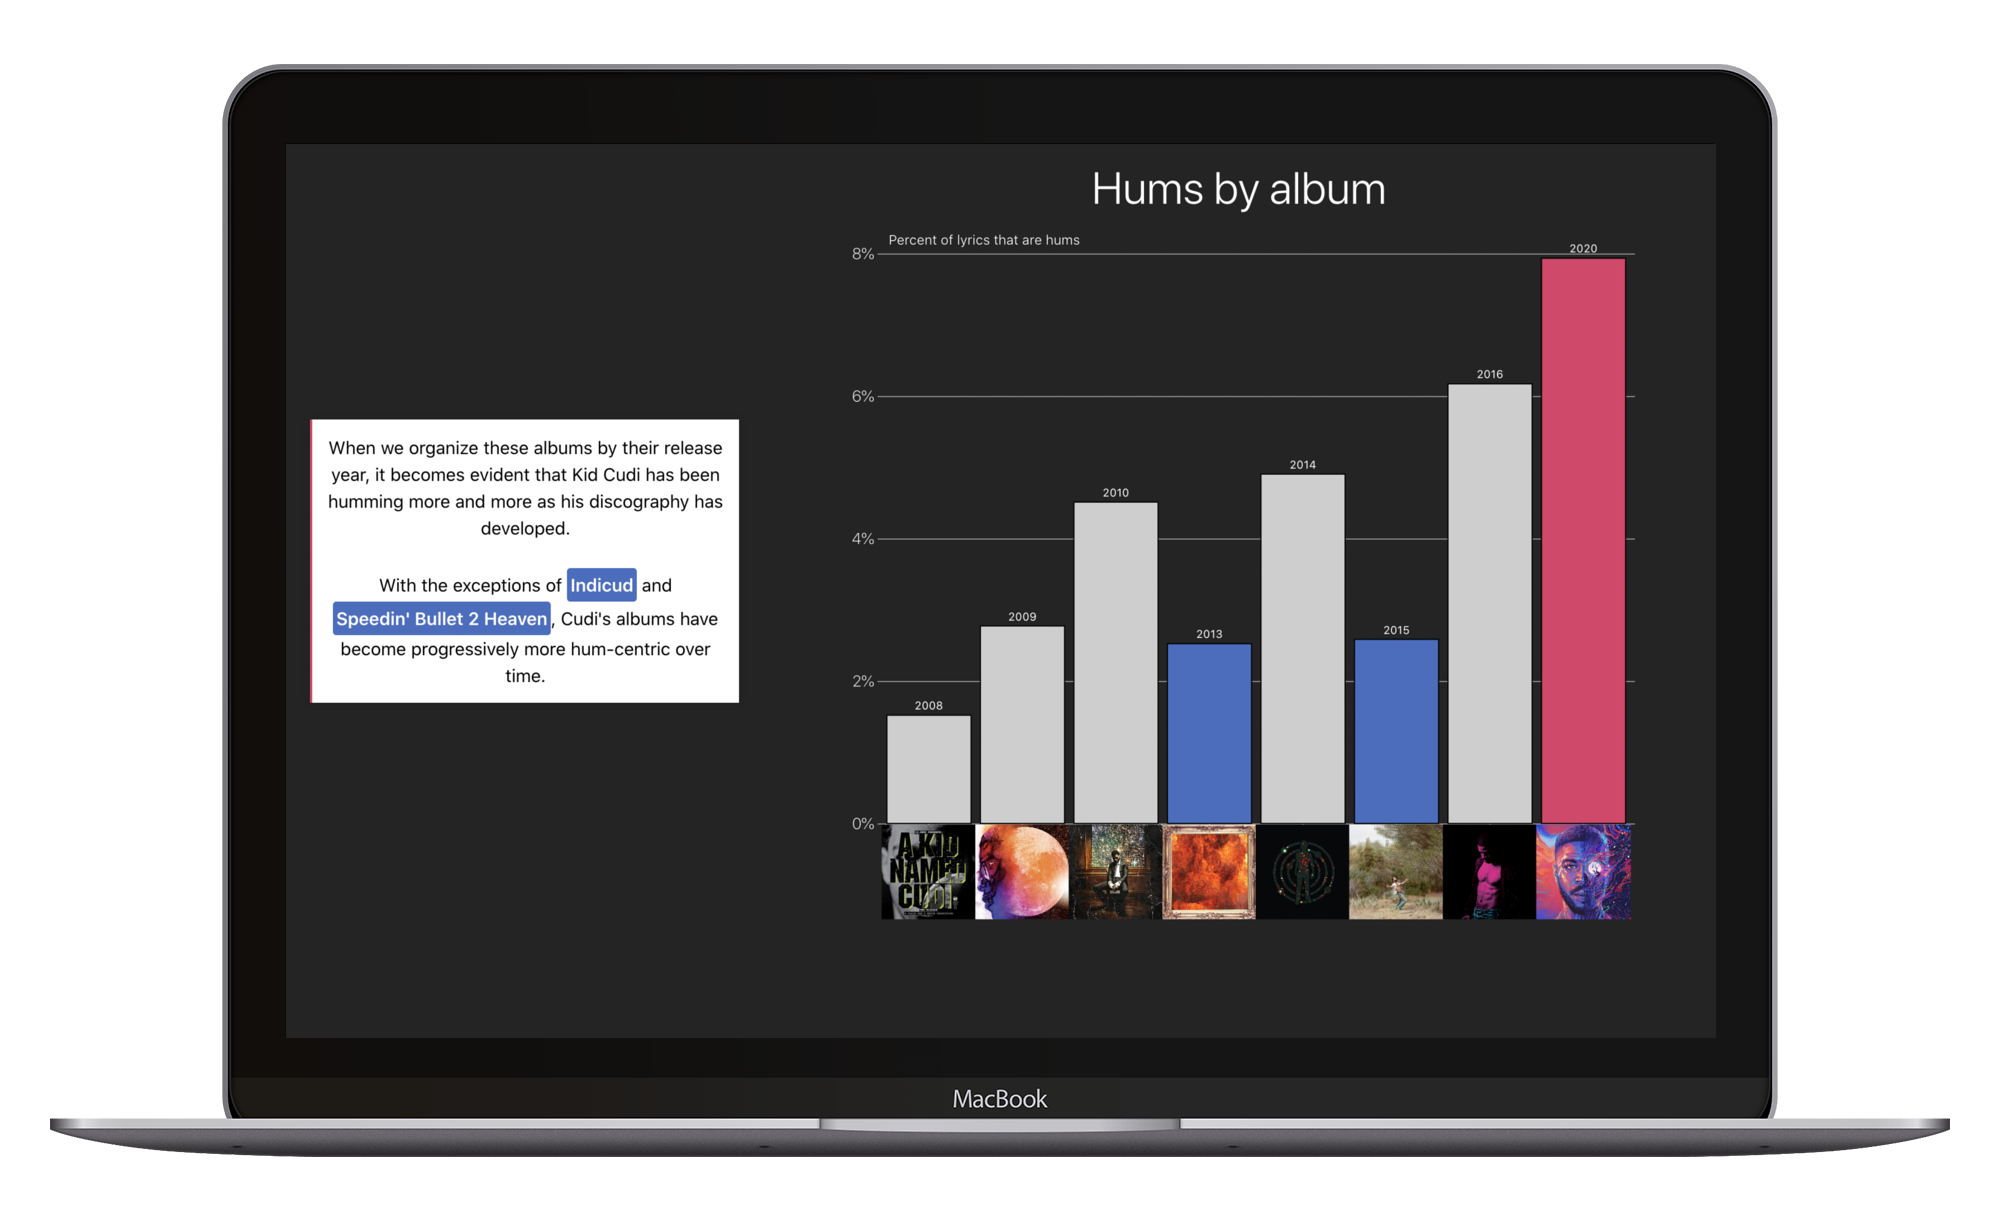 Hums by album
Percent of lyrics that are hums
8%
6%
4%
2%
0%
2008
2009
2010
2013
2014
2015
2016
2020
When we organize these albums by their release
year, it becomes evident that Kid Cudi has been
humming more and more as his discography has
developed.
With the exceptions of Indicud and
Speedin' Bullet 2 Heaven, Cudi's albums have
become progressively more hum-centric over
time.
A KID
NAMED
CUDI
MacBook